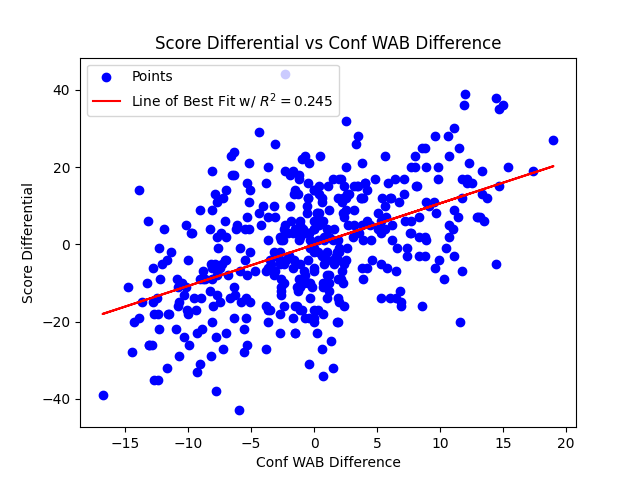 Score Differential vs Conf WAB Difference
Points
Line of Best Fit w/ R² = 0.245
40
20
0
−20
−40
Score Differential
−15
−10
−5
0
5
10
15
20
Conf WAB Difference